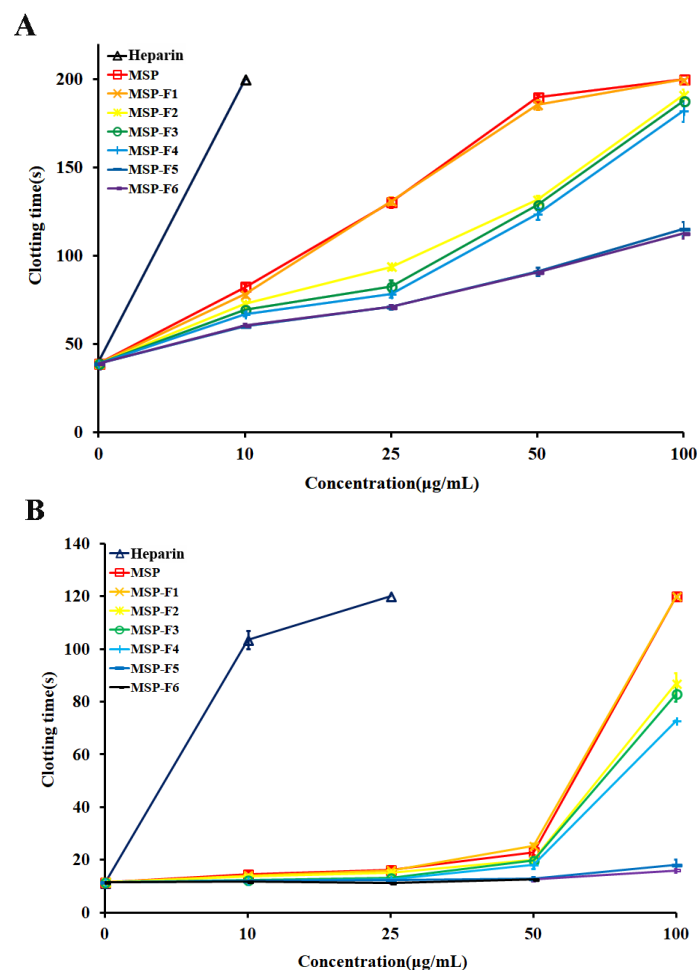 A
Heparin
MSP
MSP-F1
MSP-F2
MSP-F3
MSP-F4
MSP-F5
MSP-F6
200
150
100
50
0
Clotting time(s)
0 10 25 50 100
Concentration(μg/mL)
B
Heparin
MSP
MSP-F1
MSP-F2
MSP-F3
MSP-F4
MSP-F5
MSP-F6
140
120
100
80
60
40
20
0
Clotting time(s)
0 10 25 50 100
Concentration(μg/mL)